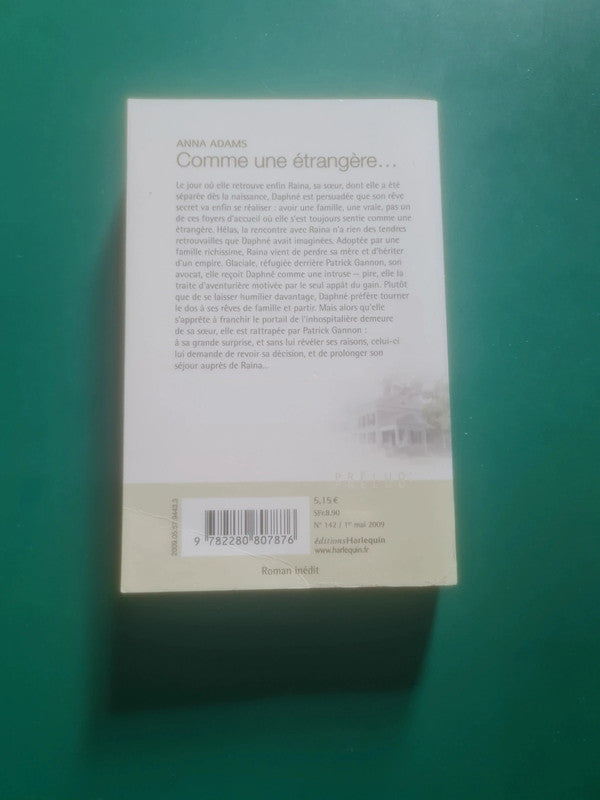 ANNA ADAMS
Comme une étrangère...
Le jour où elle retrouve enfin Raina, sa sœur, dont elle a été
séparée dès la naissance, Daphné est persuadée que son rêve
secret va enfin se réaliser : avoir une famille, une vraie, pas un
de ces foyers d'accueil où elle s'est toujours sentie comme une
étrangère. Hélas, la rencontre avec Raina n'a rien des tendres
retrouvailles que Daphné avait imaginées. Adoptée par une
famille richissime, Raina vient de perdre sa mère et d'hériter
d'un empire. Glaciale, réfugiée derrière Patrick Gannon, son
avocat, elle reçoit Daphné comme une intruse — pire, elle la
traite d'aventurière motivée par le seul appât du gain. Plutôt
que de se laisser humilier davantage, Daphné préfère tourner
le dos à ses rêves de famille et partir. Mais alors qu'elle
s'apprête à franchir le portail de l'inhospitalière demeure
de sa sœur, elle est rattrapée par Patrick Gannon :
à sa grande surprise, et sans lui révéler ses raisons, celui-ci
lui demande de revoir sa décision, et de prolonger son
séjour auprès de Raina...
PRÉLUD
5,15 €
SFr.8.90
N° 142 / 1er mai 2009
éditionsHarlequin
www.harlequin.fr
2009.05.57.9443.5
9 782280 807876
Roman inédit